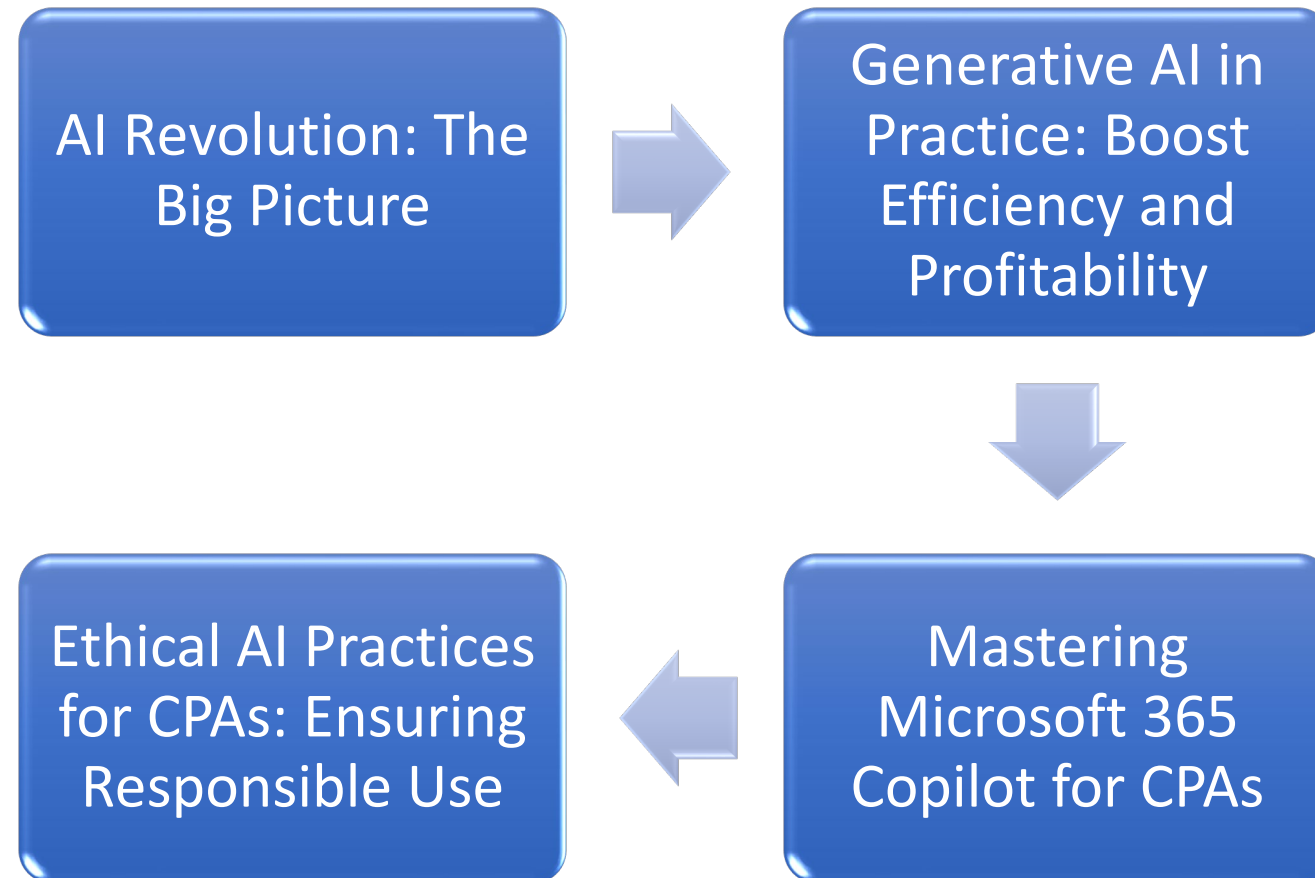 AI Revolution: The
Big Picture
Generative AI in
Practice: Boost
Efficiency and
Profitability
Mastering
Microsoft 365
Copilot for CPAs
Ethical AI Practices
for CPAs: Ensuring
Responsible Use